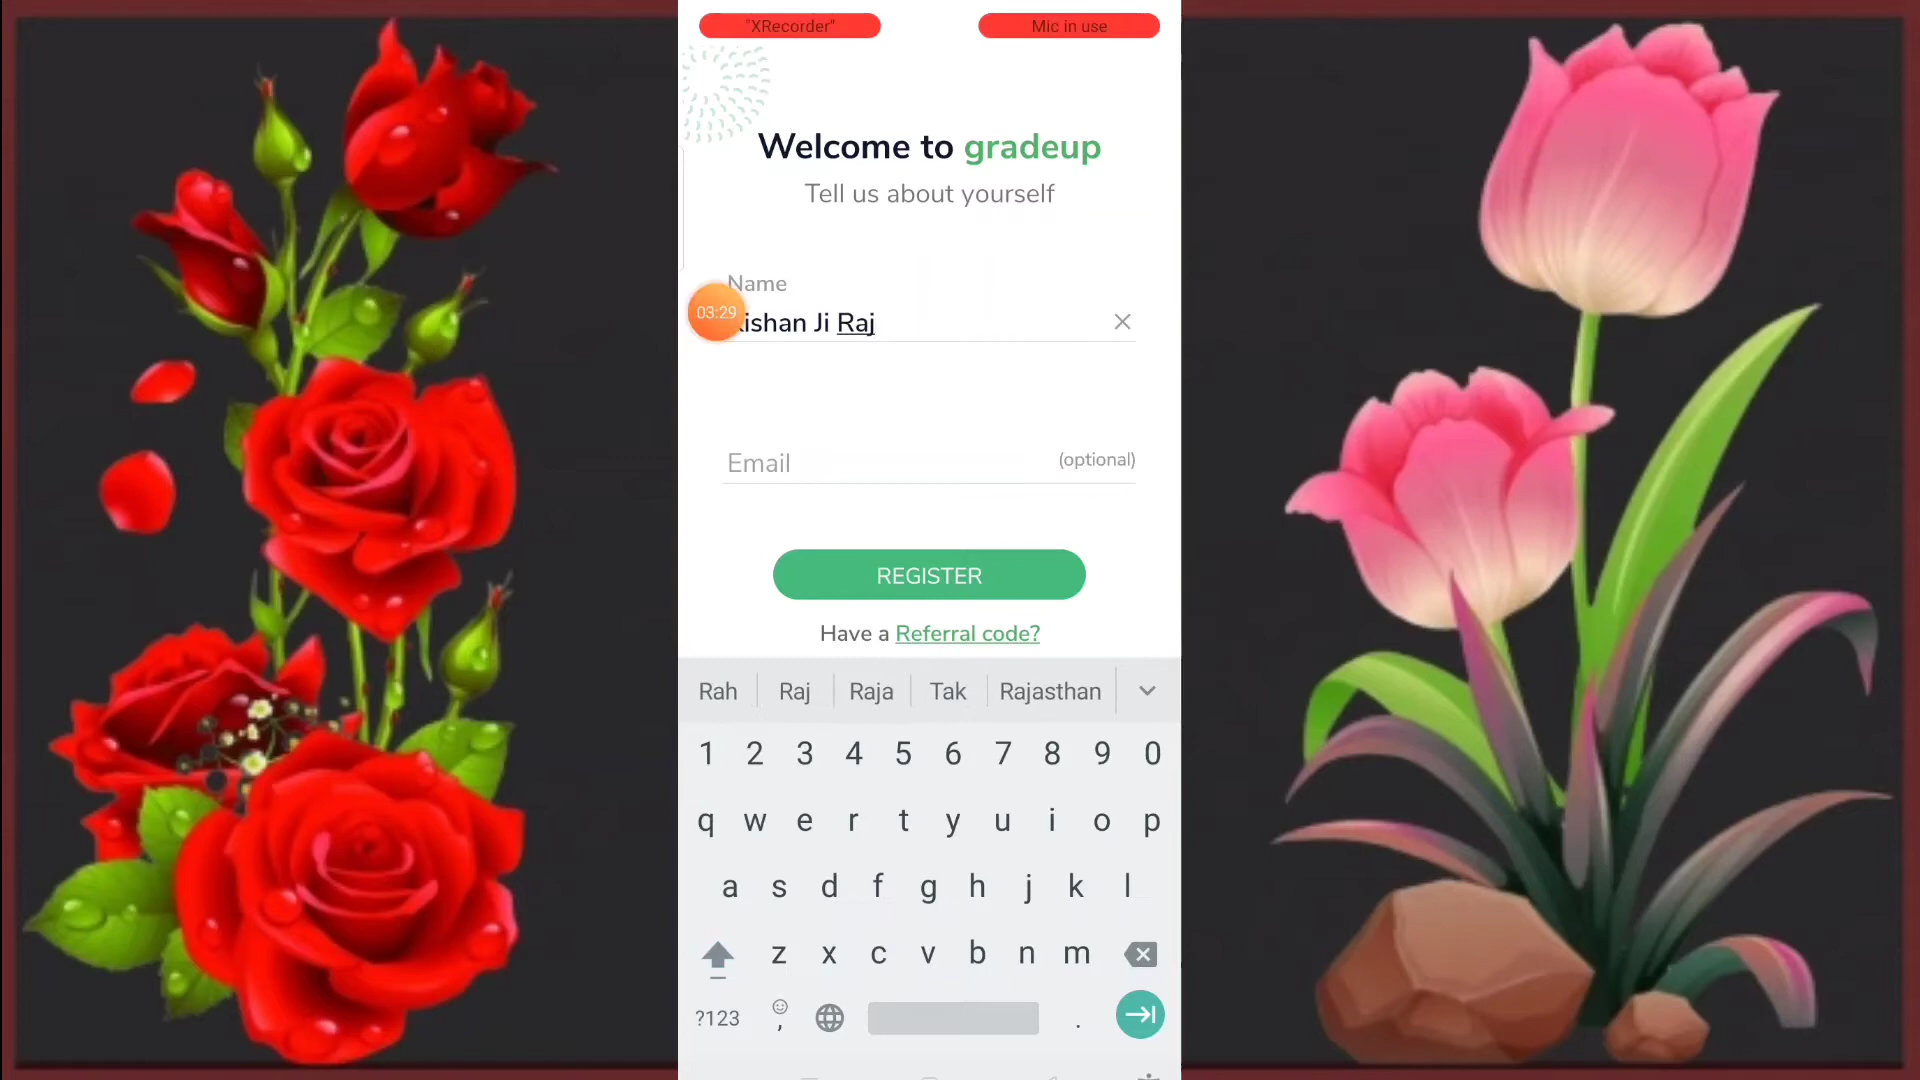 "XRecorder" Mic in use
Welcome to gradeup
Tell us about yourself
Name
03:29
ishan Ji Raj
Email (optional)
REGISTER
Have a Referral code?
Rah Raj Raja Tak Rajasthan
1 2 3 4 5 6 7 8 9 0
q w e r t y u i o p
a s d f g h j k l
z x c v b n m
?123 , .